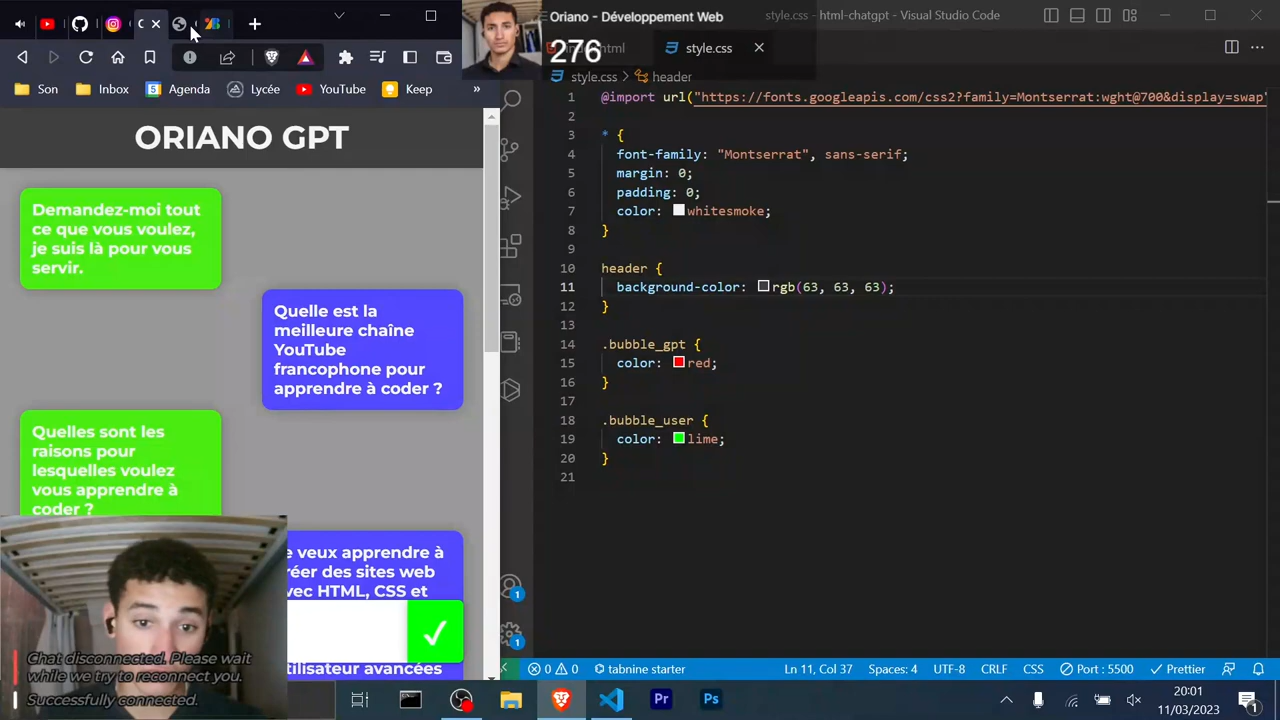 Son
Inbox
Agenda
Lycée
YouTube
Keep
»
ORIANO GPT
Demandez-moi tout
ce que vous voulez,
je suis là pour vous
servir.
Quelle est la
meilleure chaîne
YouTube
francophone pour
apprendre à coder ?
Quelles sont les
raisons pour
lesquelles voulez
vous apprendre à
coder ?
e veux apprendre à
réer des sites web
vec HTML, CSS et
utilisateur avancées
Chat disconnected. Please wait
while we try to reconnect you.
Successfully connected.
Oriano - Développement Web
276
style.css - html-chatgpt - Visual Studio Code
html
style.css
style.css > header
1 @import url("https://fonts.googleapis.com/css2?family=Montserrat:wght@700&display=swap"
2
3 * {
4 font-family: "Montserrat", sans-serif;
5 margin: 0;
6 padding: 0;
7 color: whitesmoke;
8 }
9
10 header {
11 background-color: rgb(63, 63, 63);
12 }
13
14 .bubble_gpt {
15 color: red;
16 }
17
18 .bubble_user {
19 color: lime;
20 }
21
1
1
0 0 tabnine starter Ln 11, Col 37 Spaces: 4 UTF-8 CRLF CSS Port : 5500 Prettier
Pr
Ps
20:01
11/03/2023
1